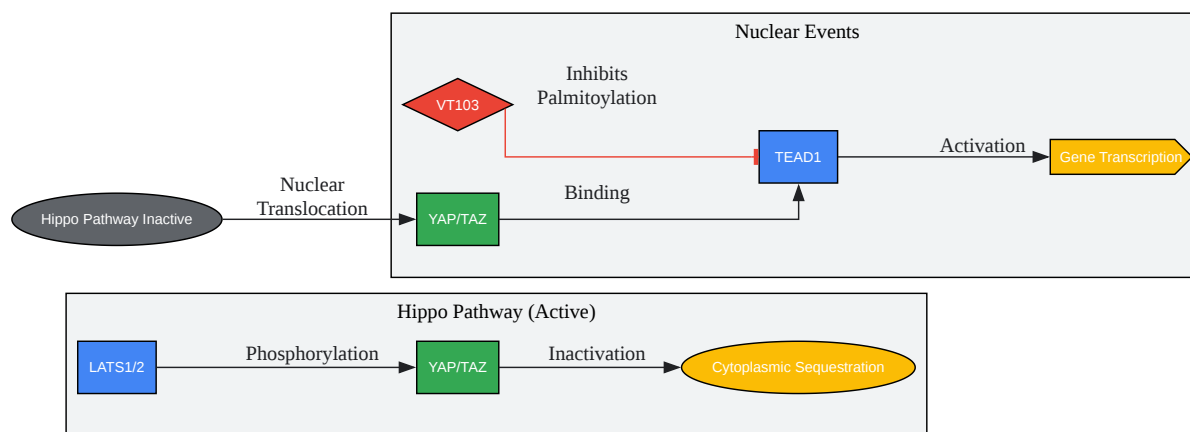 Nuclear Events
Inhibits
Palmitoylation
VT103
TEAD1
Activation
Gene Transcription
Hippo Pathway Inactive
Nuclear
Translocation
YAP/TAZ
Binding
Hippo Pathway (Active)
LATS1/2
Phosphorylation
YAP/TAZ
Inactivation
Cytoplasmic Sequestration